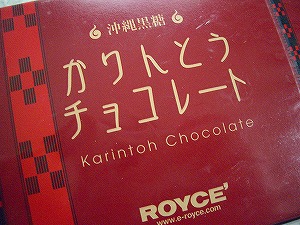 沖縄黒糖
かりんとう
チョコレート
Karintoh Chocolate
ROYCE'
www.e-royce.com